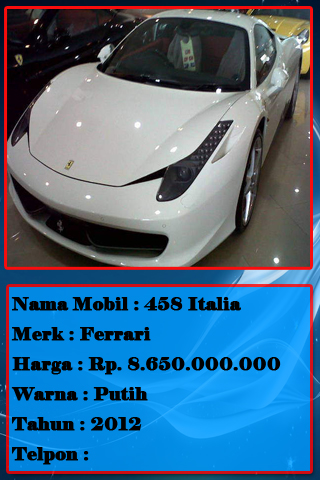 Nama Mobil : 458 Italia
Merk : Ferrari
Harga : Rp. 8.650.000.000
Warna : Putih
Tahun : 2012
Telpon :